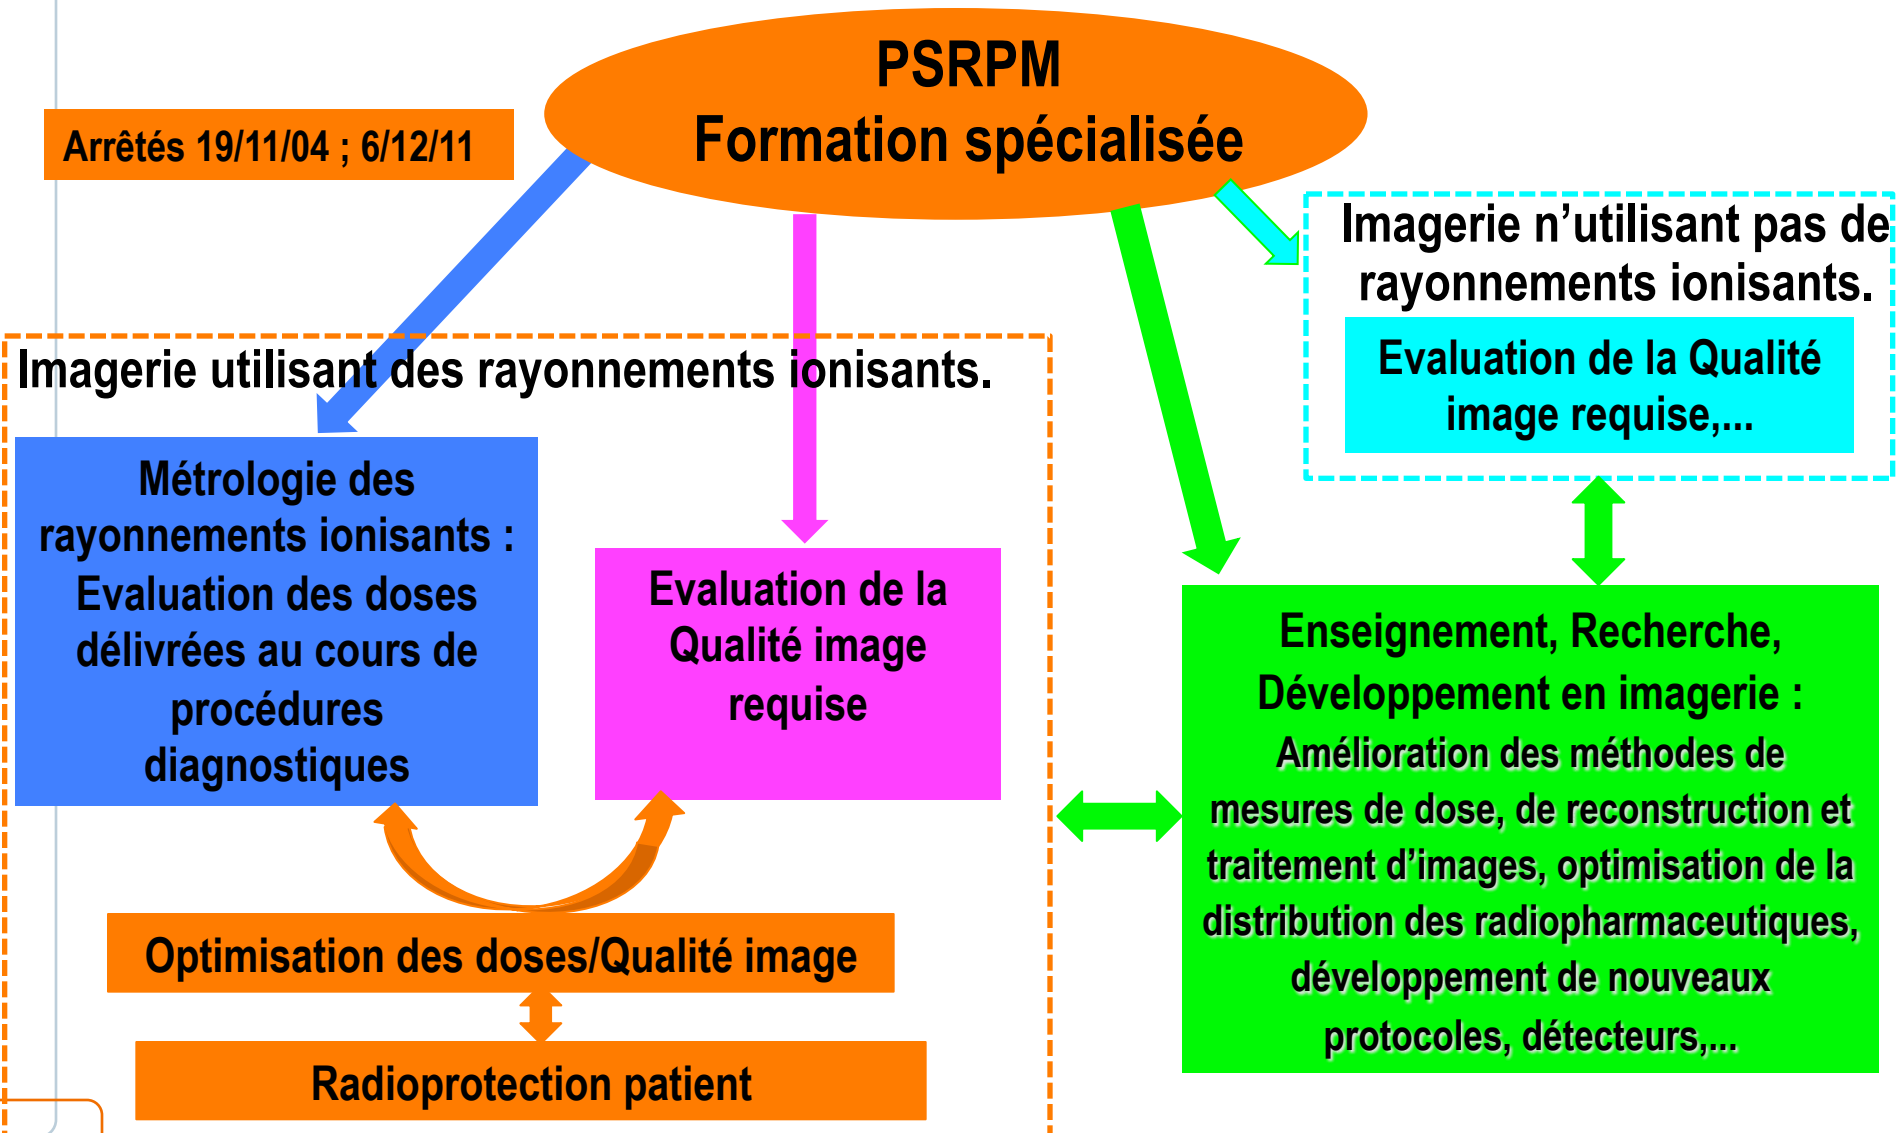 PSRPM
Formation spécialisée
Arrêtés 19/11/04 ; 6/12/11
Imagerie n’utilisant pas de
rayonnements ionisants.
Evaluation de la Qualité
image requise,...
Imagerie utilisant des rayonnements ionisants.
Métrologie des
rayonnements ionisants :
Evaluation des doses
délivrées au cours de
procédures
diagnostiques
Evaluation de la
Qualité image
requise
Optimisation des doses/Qualité image
Radioprotection patient
Enseignement, Recherche,
Développement en imagerie :
Amélioration des méthodes de
mesures de dose, de reconstruction et
traitement d’images, optimisation de la
distribution des radiopharmaceutiques,
développement de nouveaux
protocoles, détecteurs,...